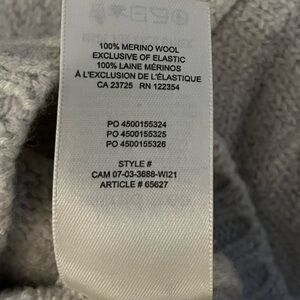 100% MERINO WOOL
EXCLUSIVE OF ELASTIC
100% LAINE MÉRINOS
À L'EXCLUSION DE L'ÉLASTIQUE
CA 23725 RN 122354
PO 4500155324
PO 4500155325
PO 4500155326
STYLE #
CAM 07-03-3688-WI21
ARTICLE # 65627